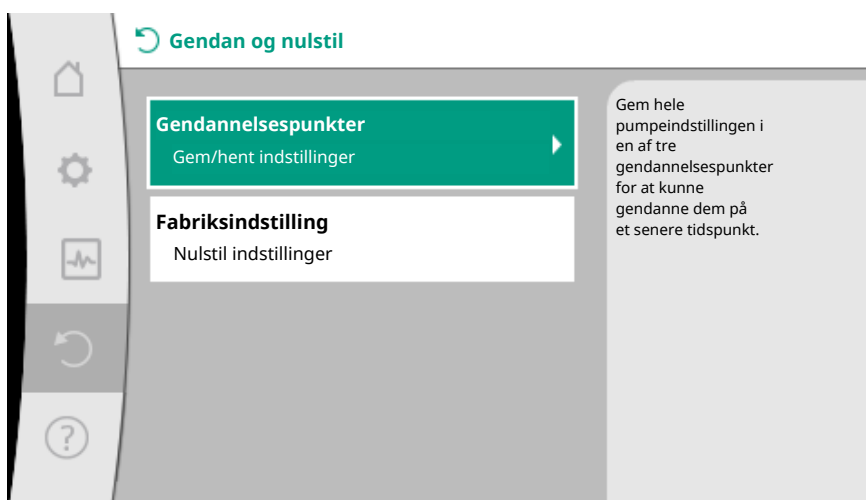 Gendan og nulstil
Gendannelsespunkter
Gem/hent indstillinger
Fabriksindstilling
Nulstil indstillinger
Gem hele
pumpeindstillingen i
en af tre
gendannelsespunkter
for at kunne
gendanne dem på
et senere tidspunkt.
?